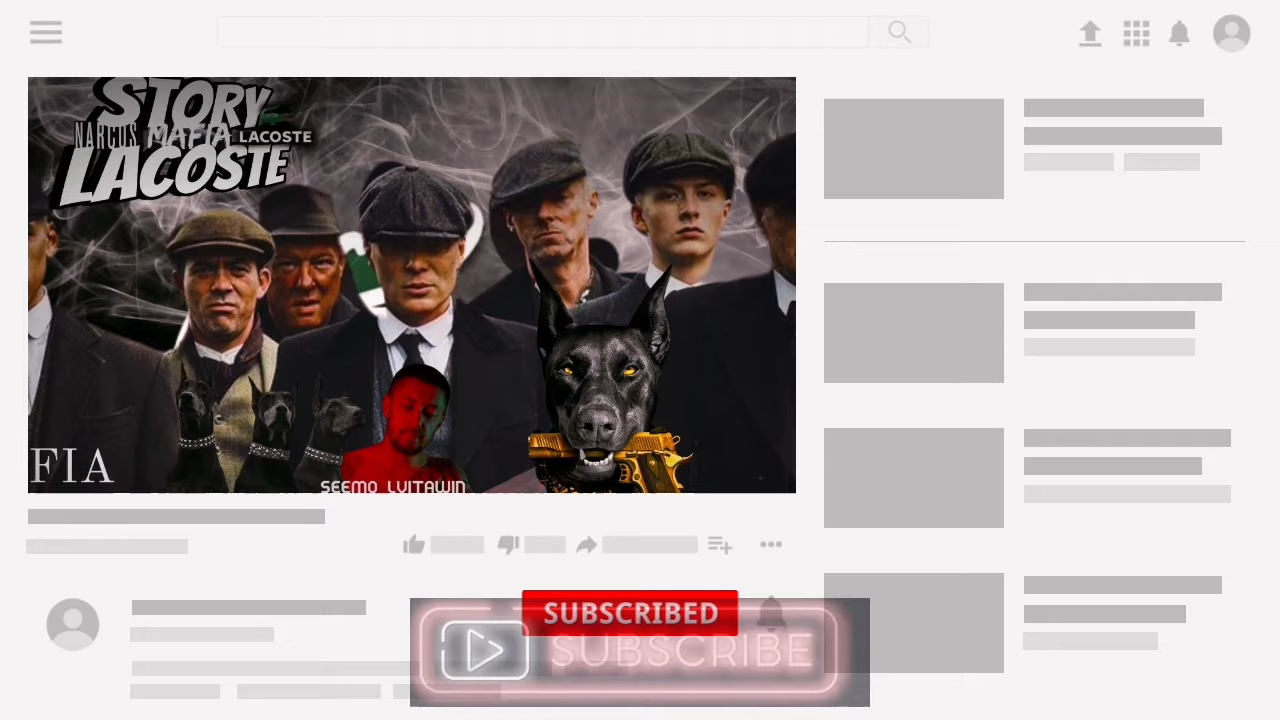 STORY
NARCOS MAFIA LACOSTE
LACOSTE
FIA
SEEMO LVITAWIN
SUBSCRIBED
SUBSCRIBE